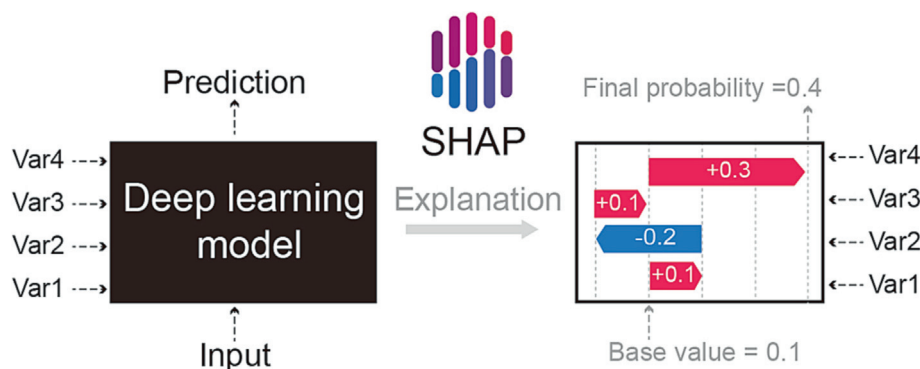 Prediction
Var4
Var3
Var2
Var1
Deep learning
model
Input
SHAP
Explanation
Final probability =0.4
+0.3
+0.1
-0.2
+0.1
Var4
Var3
Var2
Var1
Base value = 0.1